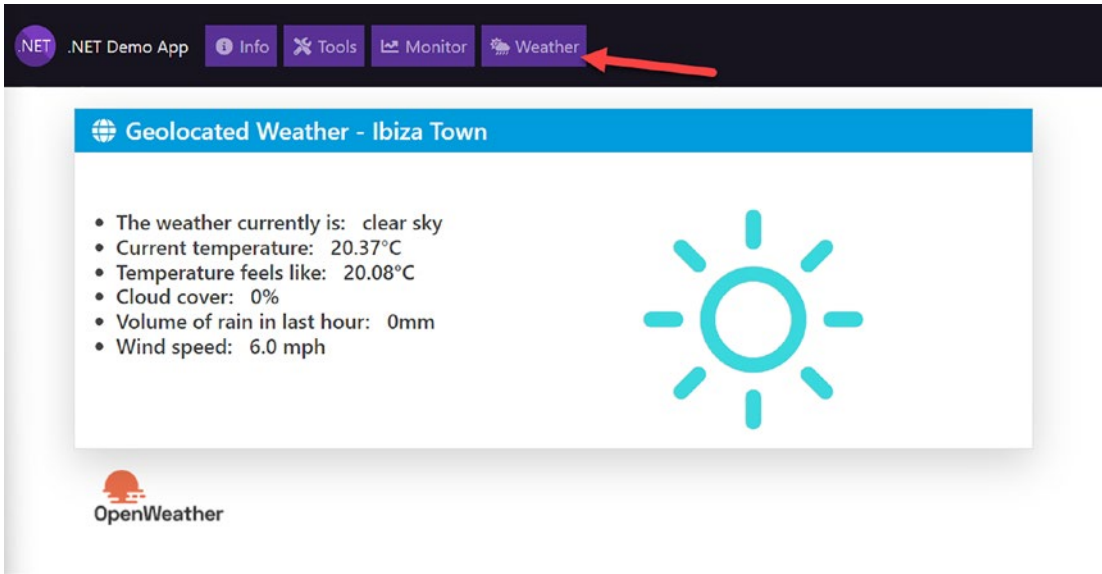 .NET .NET Demo App Info Tools Monitor Weather
Geolocated Weather - Ibiza Town
• The weather currently is: clear sky
• Current temperature: 20.37°C
• Temperature feels like: 20.08°C
• Cloud cover: 0%
• Volume of rain in last hour: 0mm
• Wind speed: 6.0 mph
OpenWeather